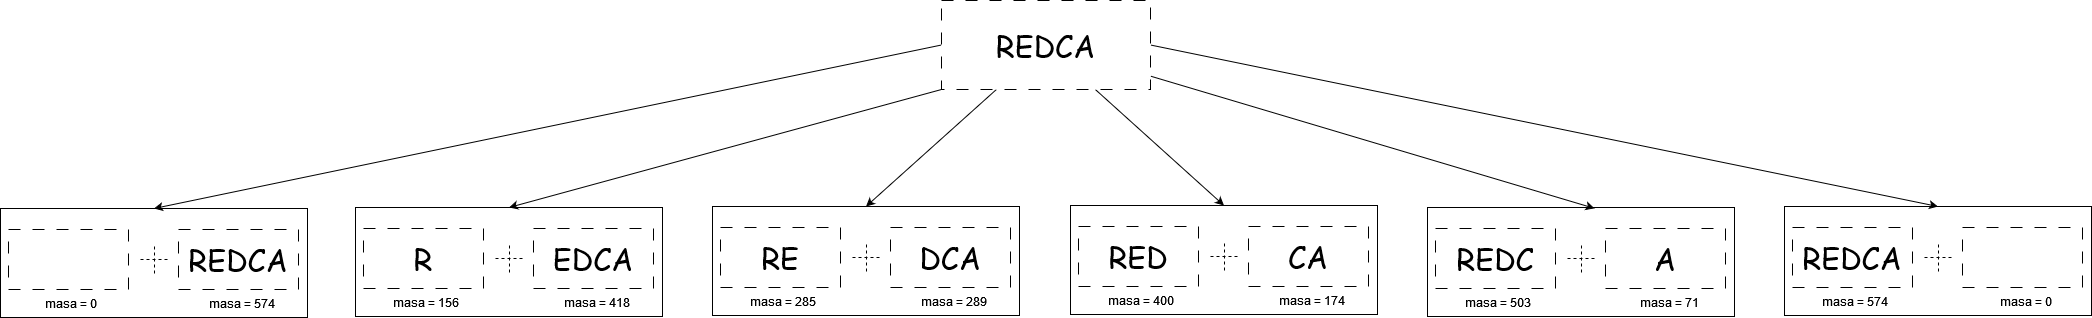 REDCA
REDCA
masa = 0
masa = 574
R
EDCA
masa = 156
masa = 418
RE
DCA
masa = 285
masa = 289
RED
CA
masa = 400
masa = 174
REDC
A
masa = 503
masa = 71
REDCA
masa = 574
masa = 0